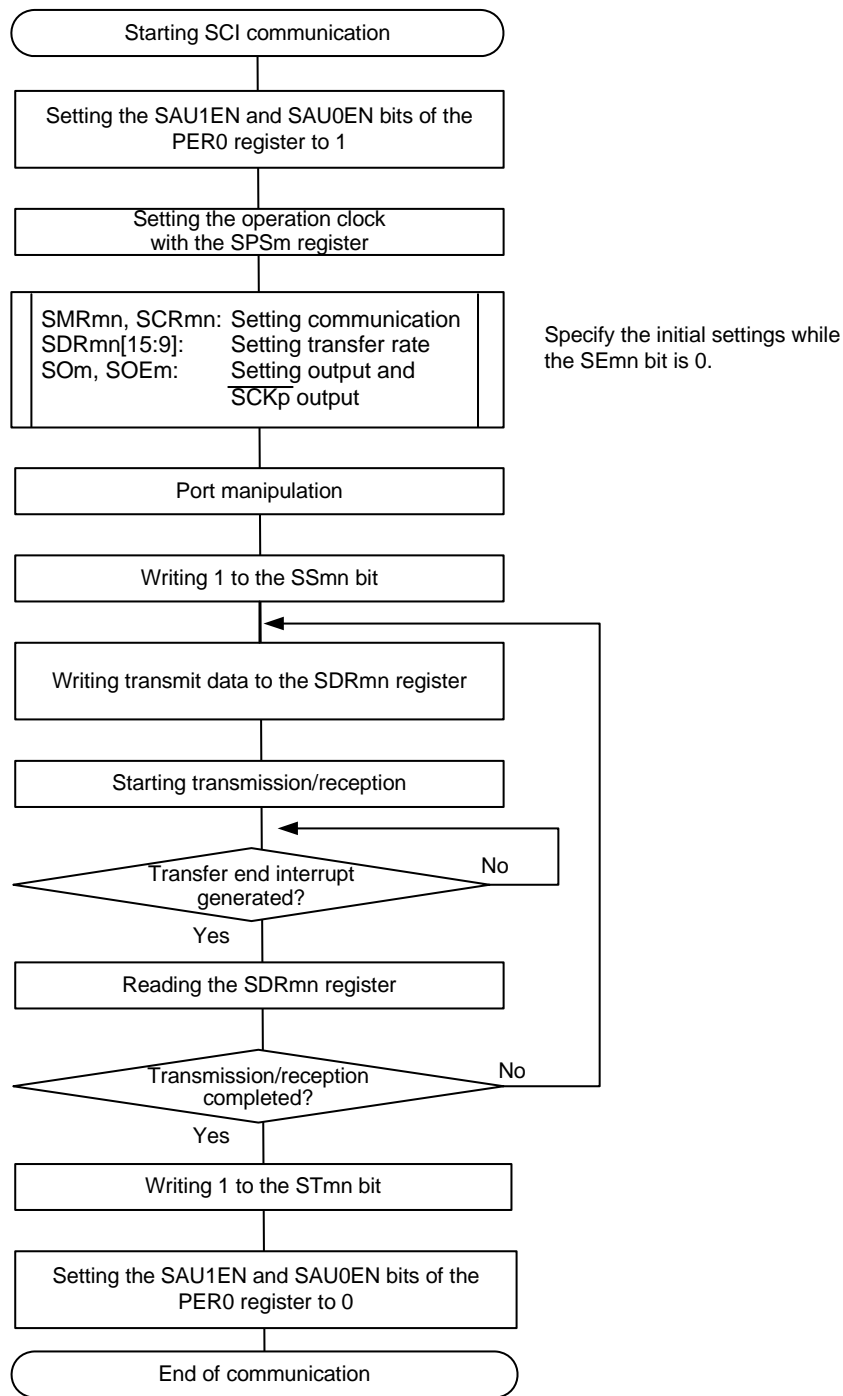 Starting SCI communication
Setting the SAU1EN and SAU0EN bits of the
PER0 register to 1
Setting the operation clock
with the SPSm register
SMRmn, SCRmn: Setting communication
SDRmn[15:9]: Setting transfer rate
SOm, SOEm: Setting output and
SCKp output
Specify the initial settings while
the SEmn bit is 0.
Port manipulation
Writing 1 to the SSmn bit
Writing transmit data to the SDRmn register
Starting transmission/reception
Transfer end interrupt
generated?
No
Yes
Reading the SDRmn register
Transmission/reception
completed?
No
Yes
Writing 1 to the STmn bit
Setting the SAU1EN and SAU0EN bits of the
PER0 register to 0
End of communication